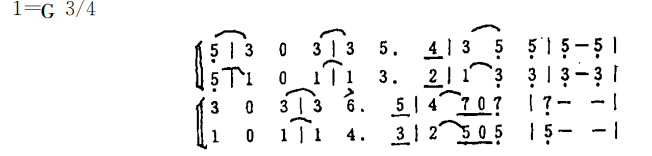 1=G 3/4
5̣ | 3 0 3 | 3 5. 4 | 3 5̣ 5̣ | 5̣ – 5̣ |
5̣ | 1 0 1 | 1 3. 2 | 1 3̣ 3̣ | 3̣ – 3̣ |
3 0 3 | 3 6. 5 | 4 7̣ 0 7̣ | 7̣ – – |
1 0 1 | 1 4. 3 | 2 5̣ 0 5̣ | 5̣ – – |